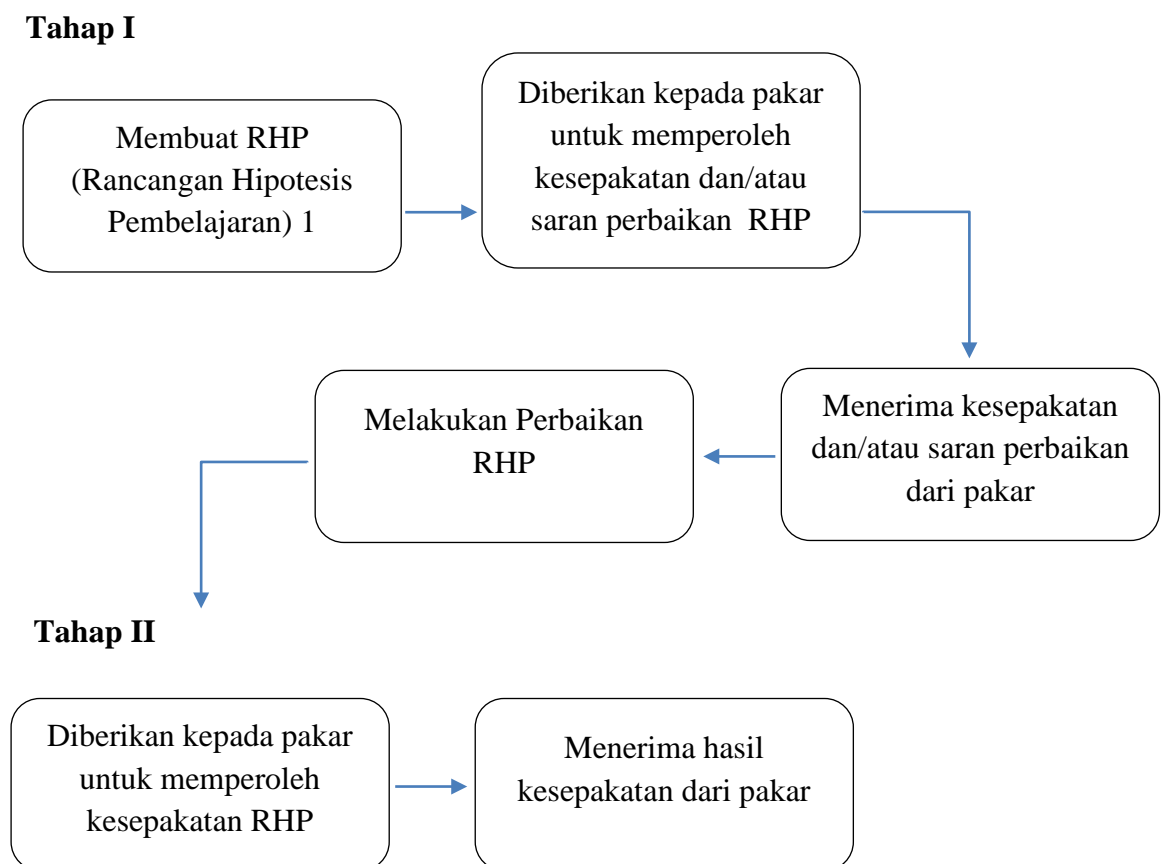 Tahap I
Membuat RHP
(Rancangan Hipotesis
Pembelajaran) 1
Diberikan kepada pakar
untuk memperoleh
kesepakatan dan/atau
saran perbaikan  RHP
Menerima kesepakatan
dan/atau saran perbaikan
dari pakar
Melakukan Perbaikan
RHP
Tahap II
Diberikan kepada pakar
untuk memperoleh
kesepakatan RHP
Menerima hasil
kesepakatan dari pakar